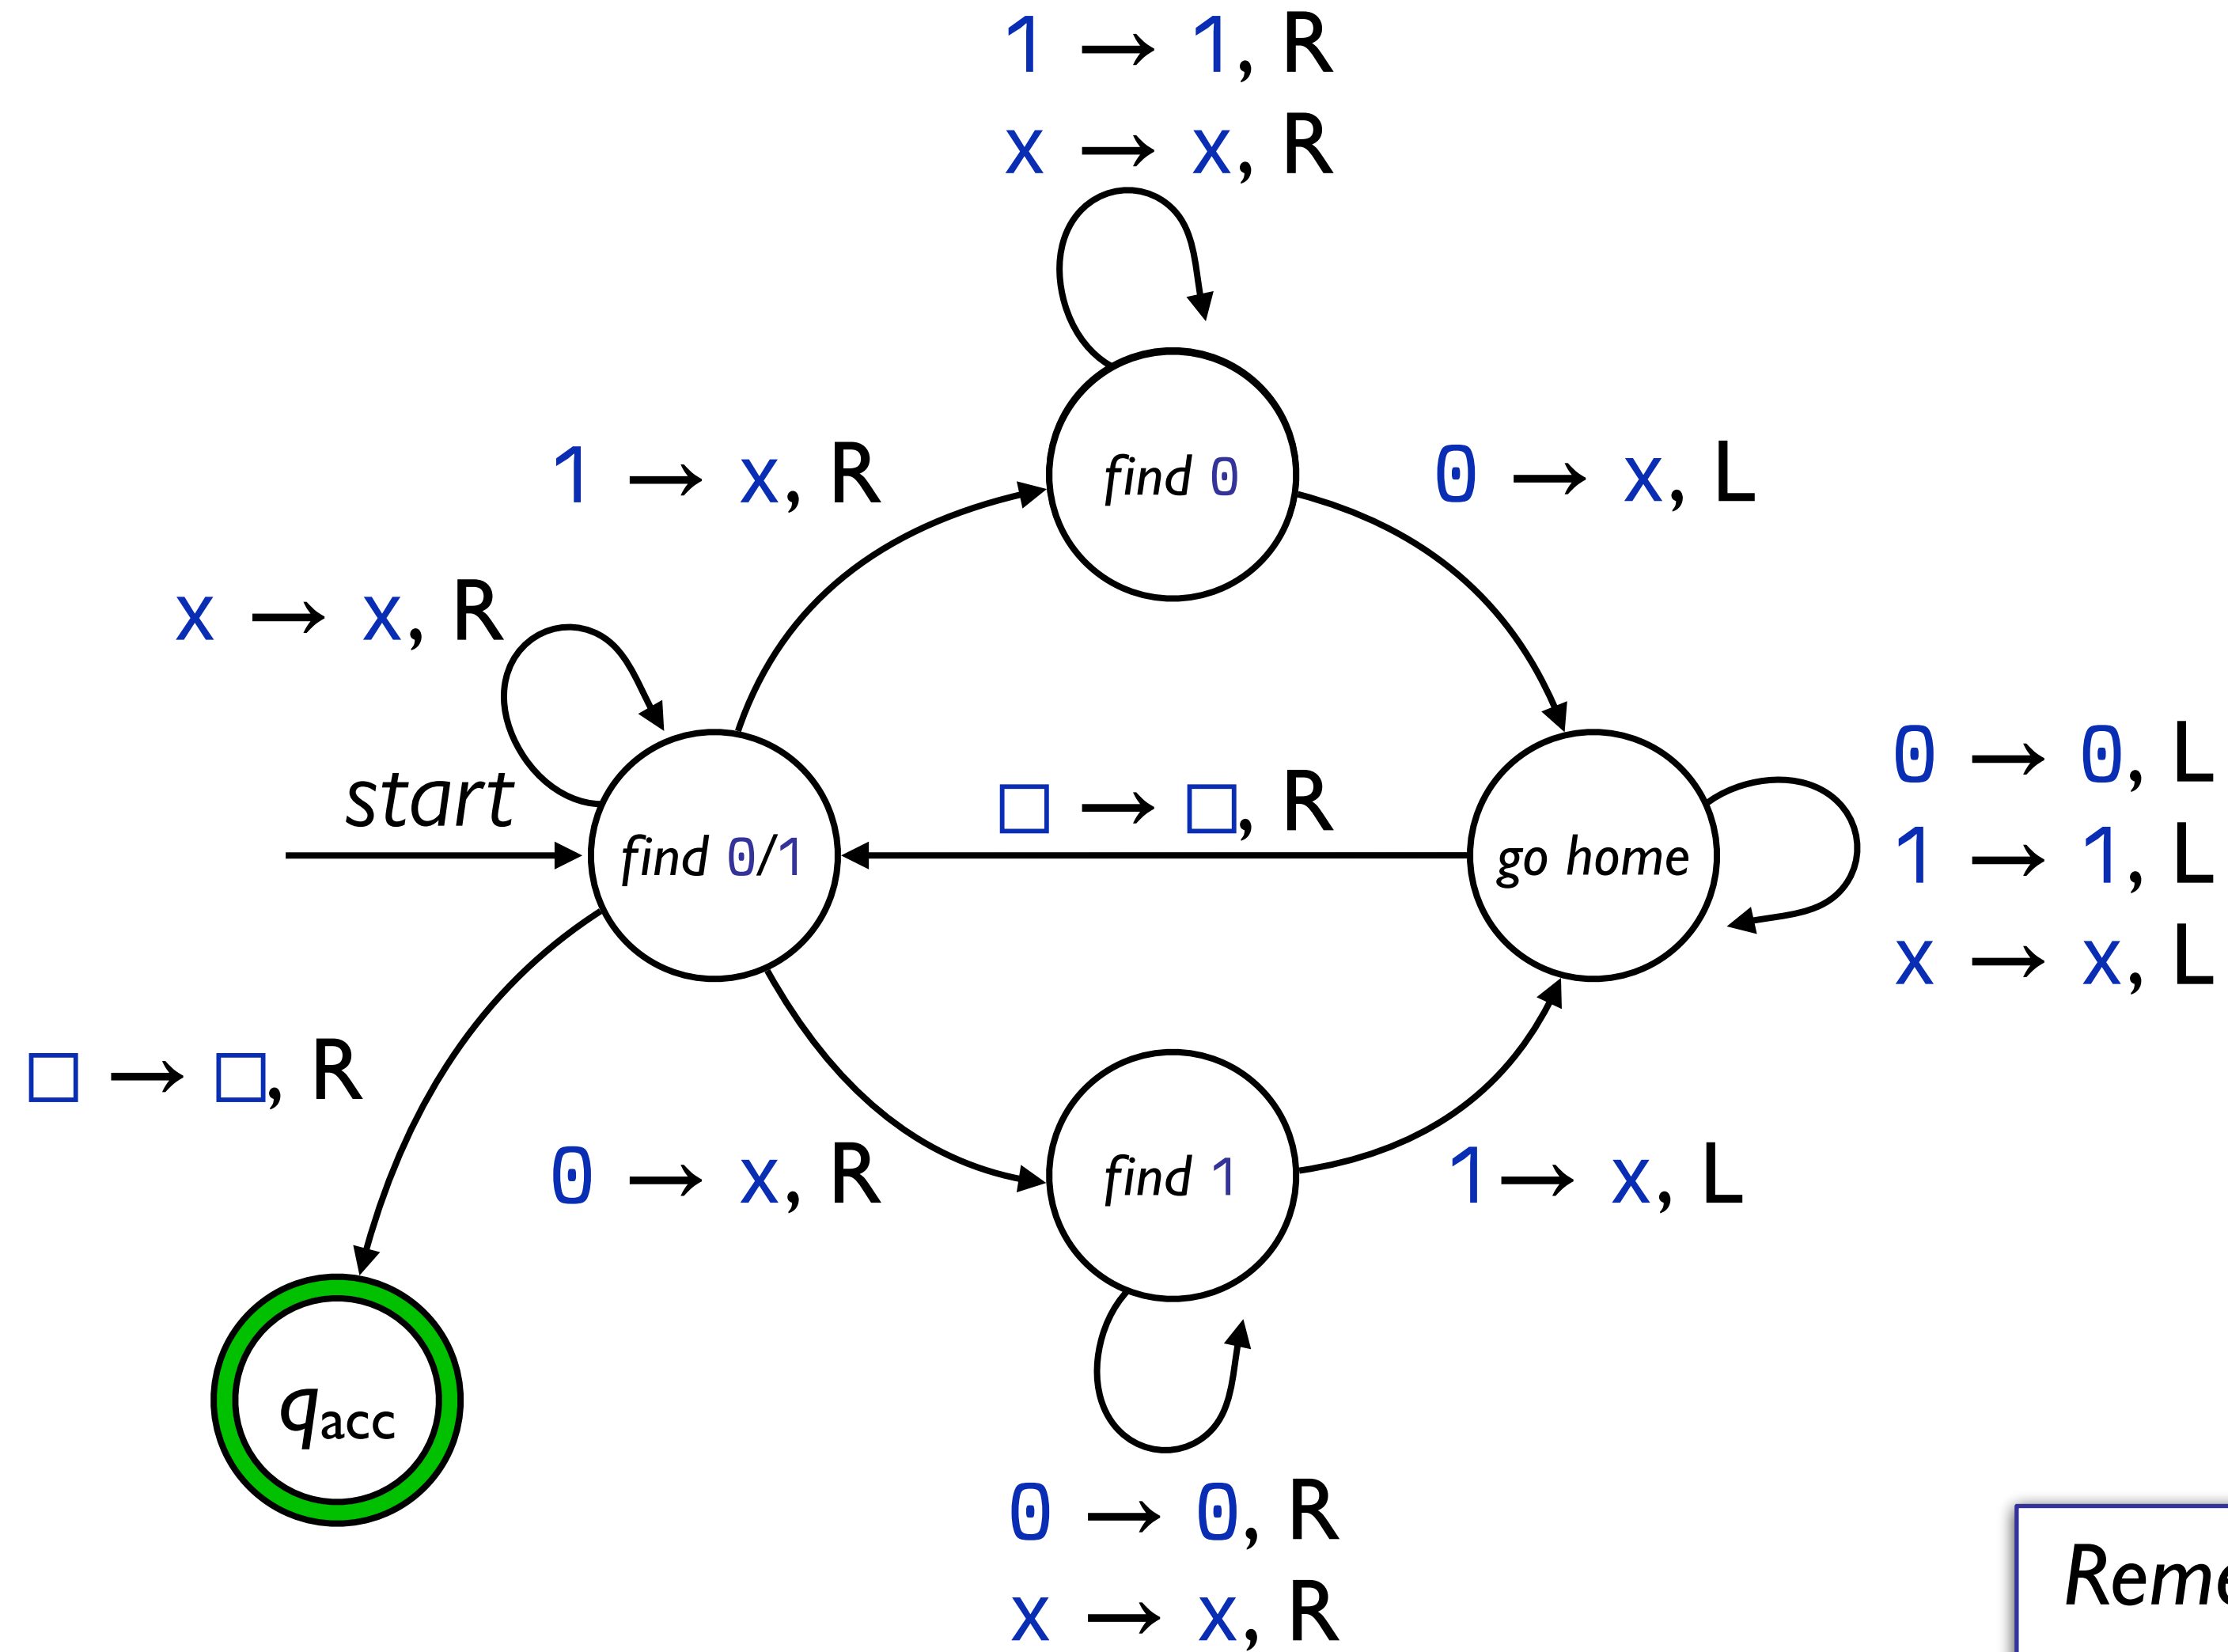 1 → 1, R
x → x, R
1 → x, R
find 0
0 → x, L
x → x, R
start
□ → □, R
0 → 0, L
find 0/1
go home
1 → 1, L
x → x, L
□ → □, R
0 → x, R
find 1
1 → x, L
qacc
0 → 0, R
x → x, R